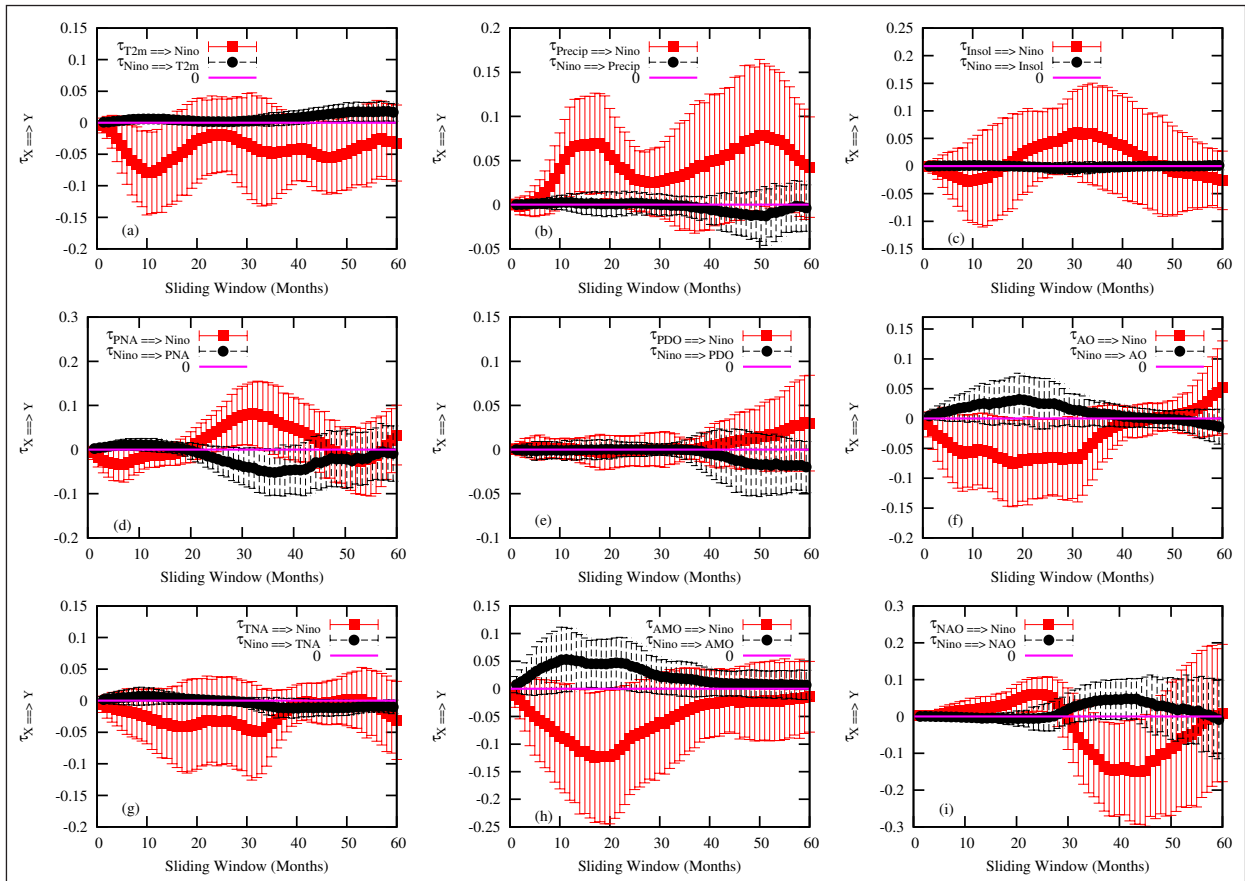 0.15
0.1
0.05
0
-0.05
-0.1
-0.15
-0.2
0 10 20 30 40 50 60
τX ==> Y
Sliding Window (Months)
(a)
τT2m ==> Nino
τNino ==> T2m
0
0.2
0.15
0.1
0.05
0
-0.05
0 10 20 30 40 50 60
τX ==> Y
Sliding Window (Months)
(b)
τPrecip ==> Nino
τNino ==> Precip
0
0.25
0.2
0.15
0.1
0.05
0
-0.05
-0.1
-0.15
0 10 20 30 40 50 60
τX ==> Y
Sliding Window (Months)
(c)
τInsol ==> Nino
τNino ==> Insol
0
0.3
0.2
0.1
0
-0.1
-0.2
0 10 20 30 40 50 60
τX ==> Y
Sliding Window (Months)
(d)
τPNA ==> Nino
τNino ==> PNA
0
0.15
0.1
0.05
0
-0.05
-0.1
0 10 20 30 40 50 60
τX ==> Y
Sliding Window (Months)
(e)
τPDO ==> Nino
τNino ==> PDO
0
0.15
0.1
0.05
0
-0.05
-0.1
-0.15
-0.2
0 10 20 30 40 50 60
τX ==> Y
Sliding Window (Months)
(f)
τAO ==> Nino
τNino ==> AO
0
0.15
0.1
0.05
0
-0.05
-0.1
-0.15
-0.2
0 10 20 30 40 50 60
τX ==> Y
Sliding Window (Months)
(g)
τTNA ==> Nino
τNino ==> TNA
0
0.15
0.1
0.05
0
-0.05
-0.1
-0.15
-0.2
-0.25
0 10 20 30 40 50 60
τX ==> Y
Sliding Window (Months)
(h)
τAMO ==> Nino
τNino ==> AMO
0
0.3
0.2
0.1
0
-0.1
-0.2
-0.3
0 10 20 30 40 50 60
τX ==> Y
Sliding Window (Months)
(i)
τNAO ==> Nino
τNino ==> NAO
0